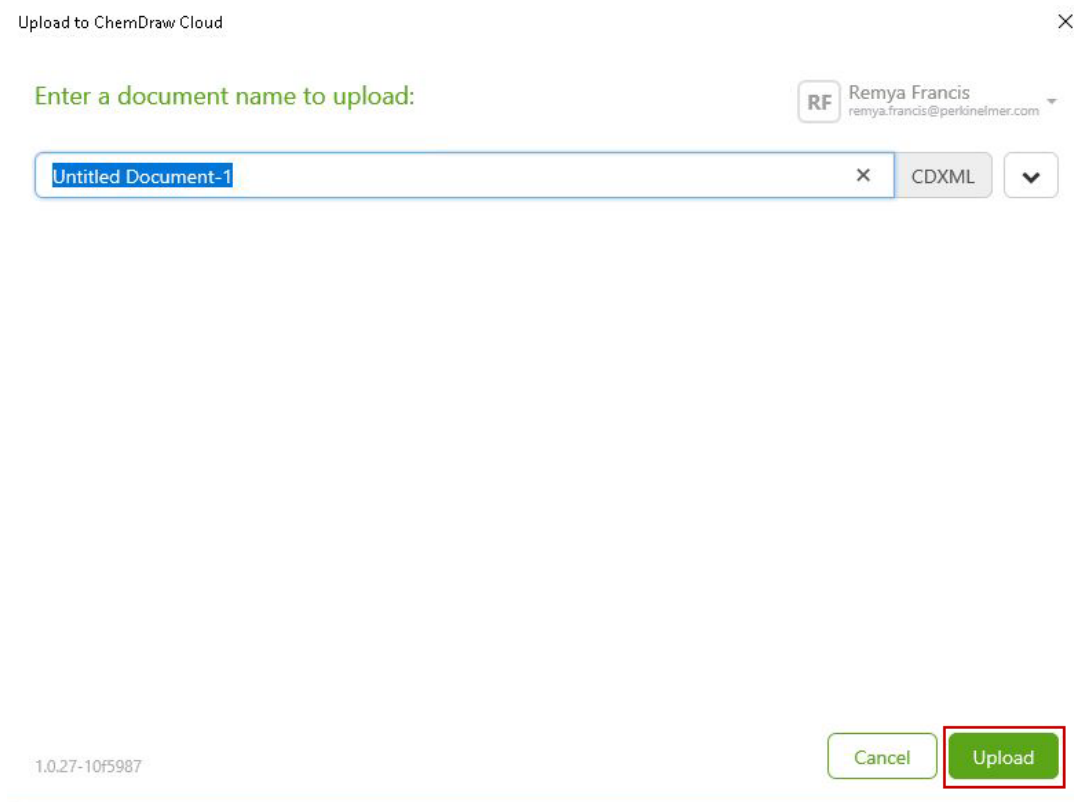 Upload to ChemDraw Cloud
Enter a document name to upload:
RF
Remya Francis
remya.francis@perkinelmer.com
Untitled Document-1
CDXML
Cancel
Upload
1.0.27-10f5987